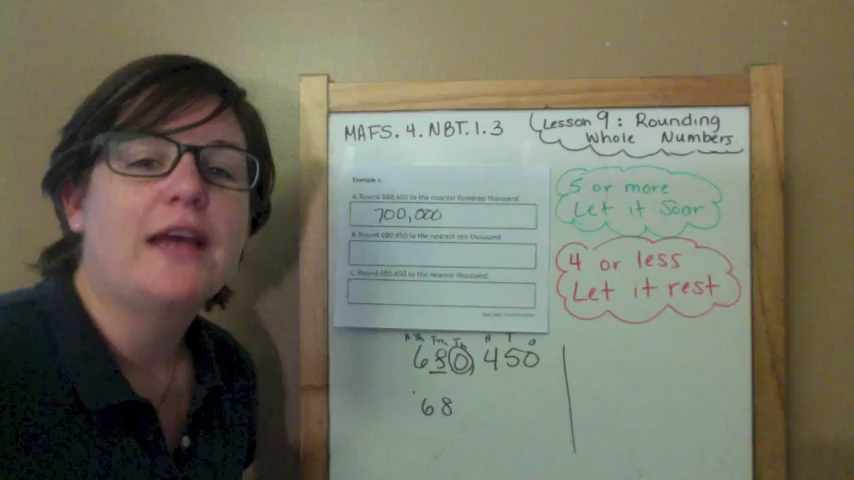 MAFS.4.NBT.1.3
Lesson 9: Rounding
Whole Numbers
Example 1:
A. Round 680,450 to the nearest hundred thousand.
700,000
B. Round 680,450 to the nearest ten thousand.
C. Round 680,450 to the nearest thousand.
5 or more
Let it Soar
4 or less
Let it rest
H T O
680,450
68